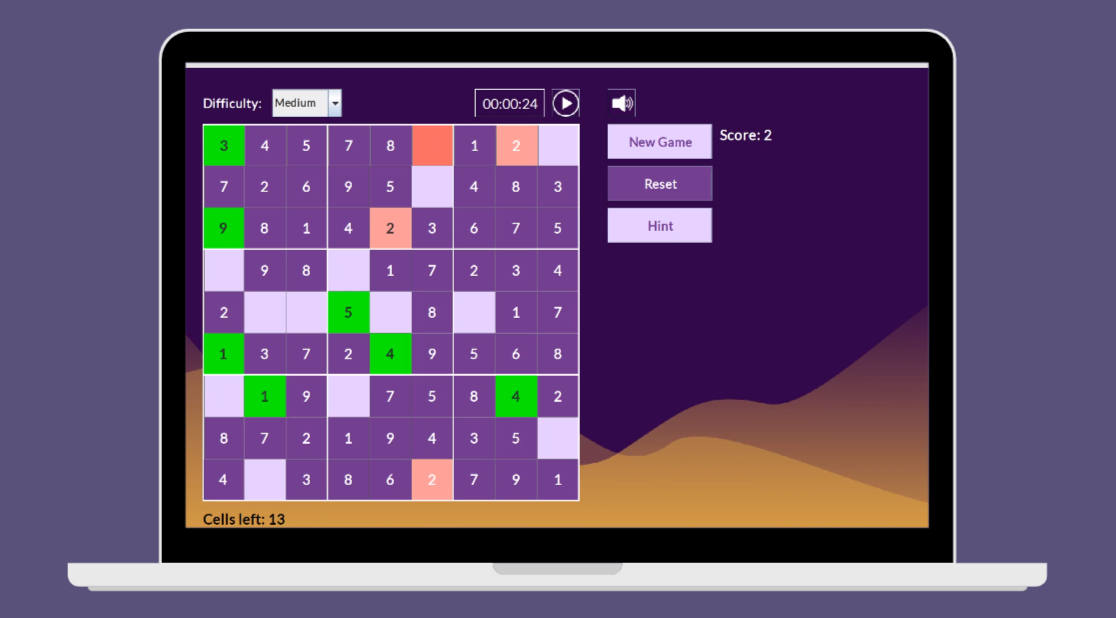 Difficulty: Medium 00:00:24
New Game Score: 2
3 4 5 7 8 1 2
7 2 6 9 5 4 8 3
Reset
9 8 1 4 2 3 6 7 5
Hint
9 8 1 7 2 3 4
2 5 8 1 7
1 3 7 2 4 9 5 6 8
1 9 7 5 8 4 2
8 7 2 1 9 4 3 5
4 3 8 6 2 7 9 1
Cells left: 13